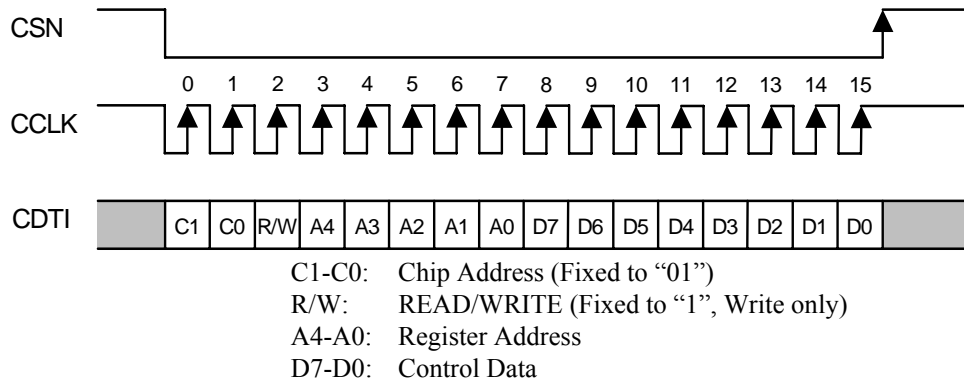 CSN
0 1 2 3 4 5 6 7 8 9 10 11 12 13 14 15
CCLK
CDTI C1 C0 R/W A4 A3 A2 A1 A0 D7 D6 D5 D4 D3 D2 D1 D0
C1-C0: Chip Address (Fixed to “01”)
R/W: READ/WRITE (Fixed to “1”, Write only)
A4-A0: Register Address
D7-D0: Control Data